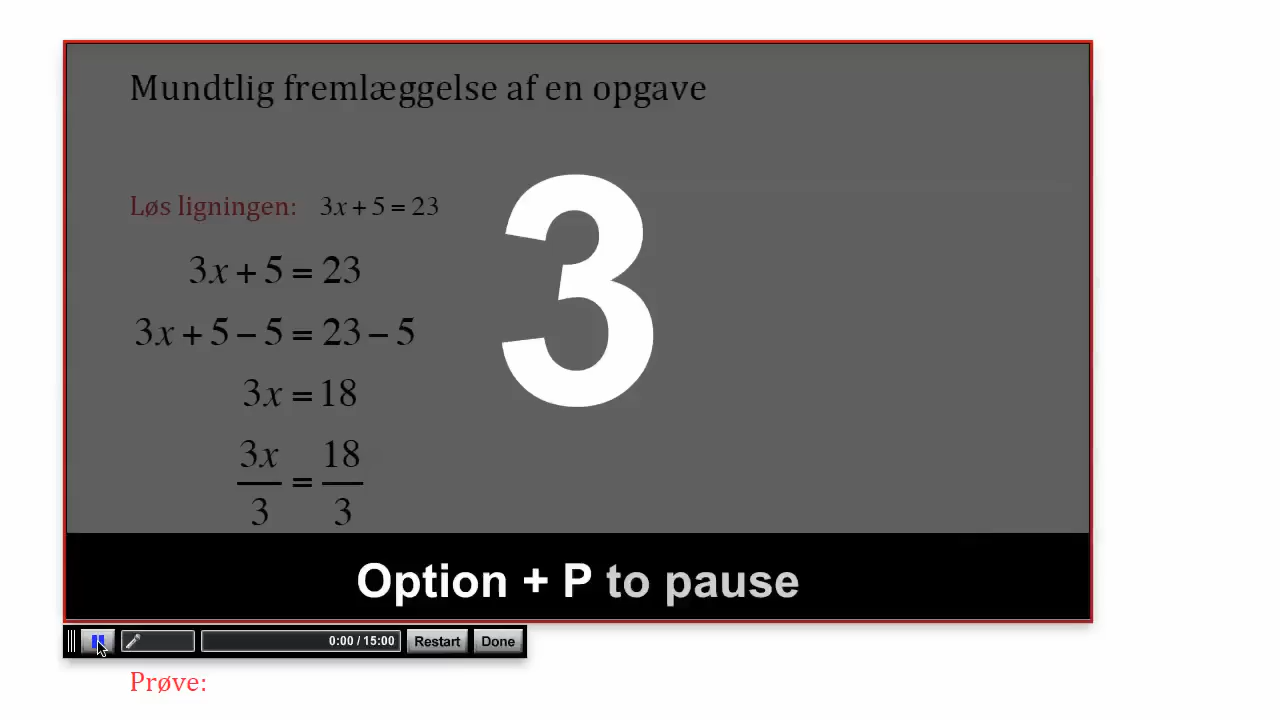 Mundtlig fremlæggelse af en opgave
Løs ligningen: 3x + 5 = 23
3x + 5 = 23
3x + 5 − 5 = 23 − 5
3x = 18
3x/3 = 18/3
3
Option + P to pause
0:00 / 15:00 Restart Done
Prøve: